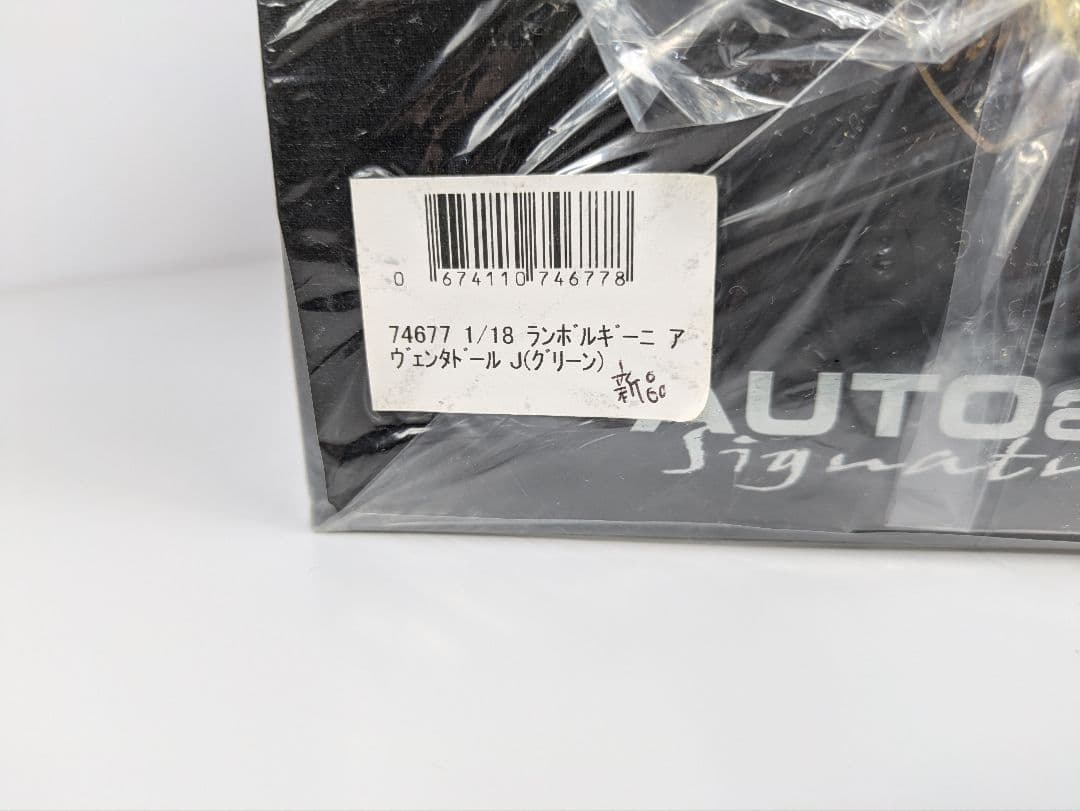 0 674110 746778
74677 1/18 ランボルギーニ ア
ヴェンタドール J(グリーン)
新品
AUTOa
Signatu